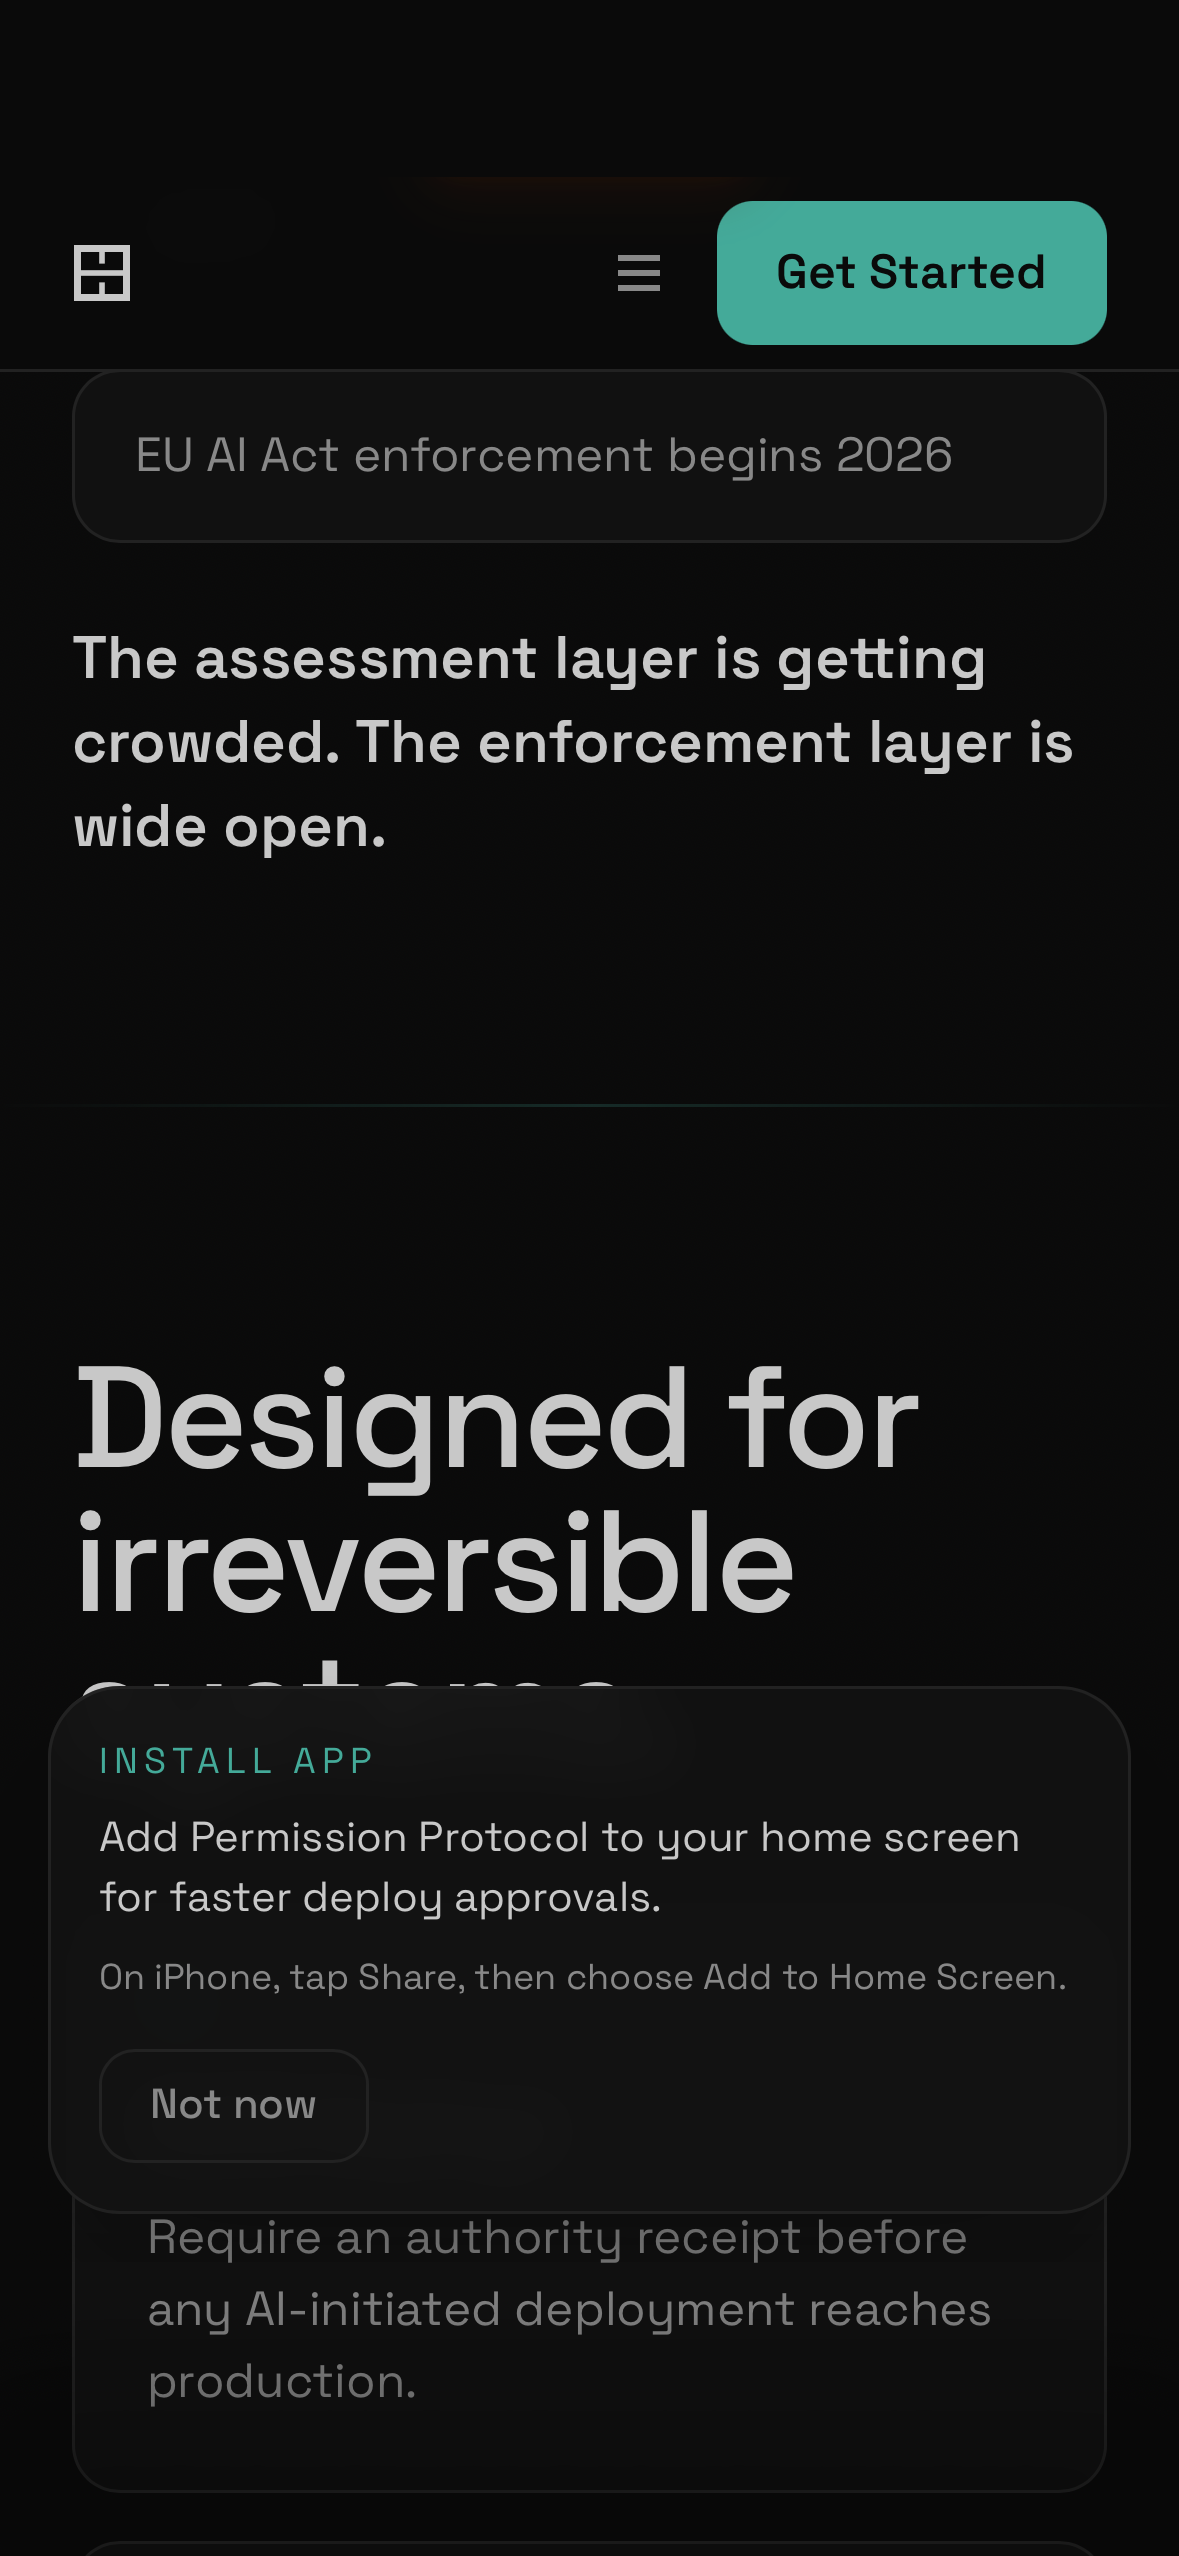 Get Started
EU AI Act enforcement begins 2026
The assessment layer is getting
crowded. The enforcement layer is
wide open.
Designed for
irreversible
INSTALL APP
Add Permission Protocol to your home screen
for faster deploy approvals.
On iPhone, tap Share, then choose Add to Home Screen.
Not now
Require an authority receipt before
any AI-initiated deployment reaches
production.